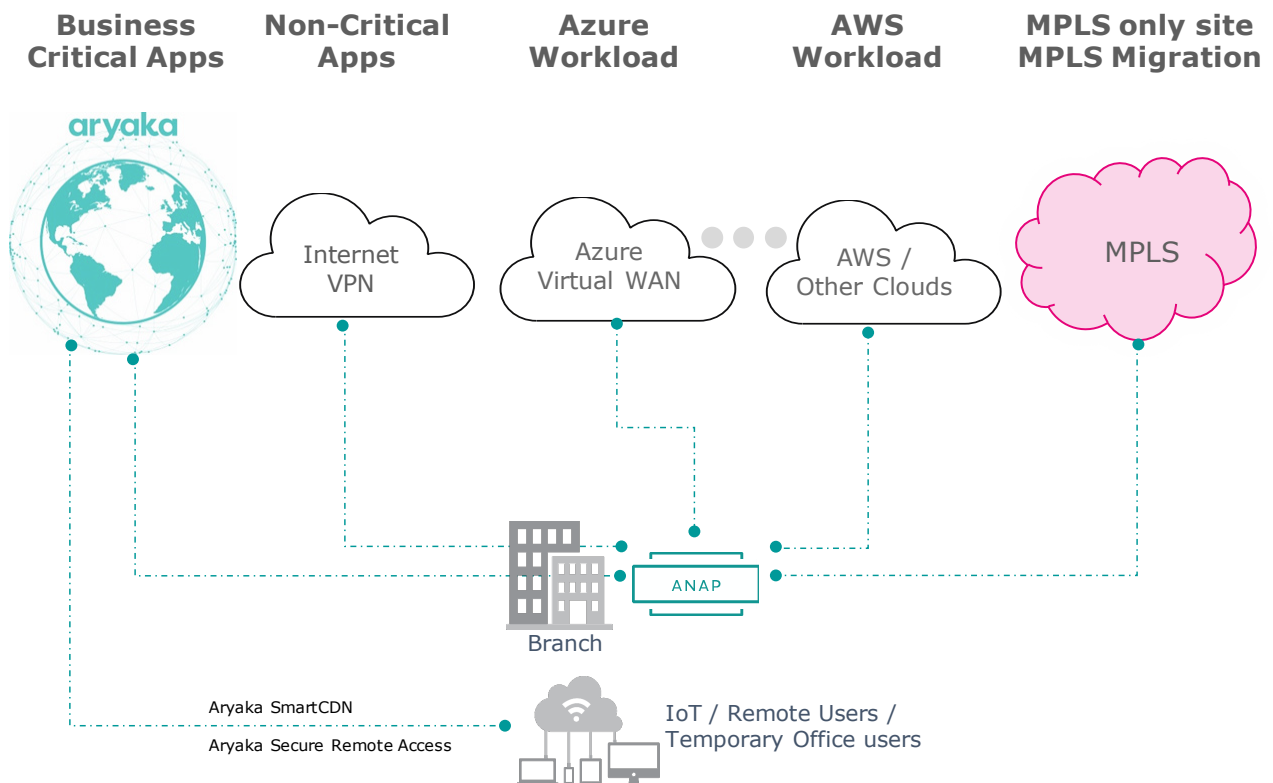 Business
Critical Apps
Non-Critical
Apps
Azure
Workload
AWS
Workload
MPLS only site
MPLS Migration
aryaka
Internet
VPN
Azure
Virtual WAN
AWS /
Other Clouds
MPLS
ANAP
Branch
Aryaka SmartCDN
Aryaka Secure Remote Access
IoT / Remote Users /
Temporary Office users